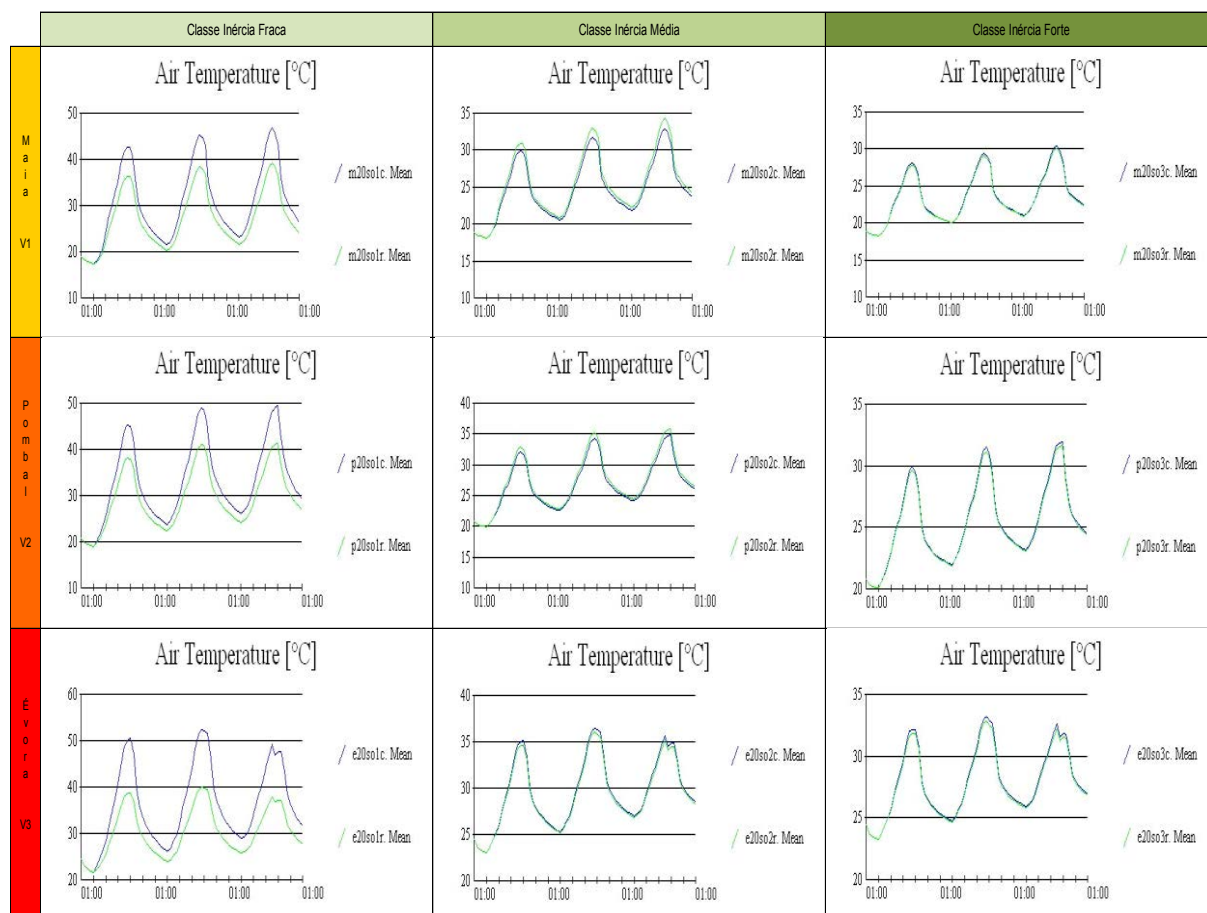 Classe Inércia Fraca
Classe Inércia Média
Classe Inércia Forte
Maia V1
Air Temperature [°C]
50
40
30
20
10
01:00 01:00 01:00 01:00
m20so1c. Mean
m20so1r. Mean
Air Temperature [°C]
35
30
25
20
15
10
01:00 01:00 01:00 01:00
m20so2c. Mean
m20so2r. Mean
Air Temperature [°C]
35
30
25
20
15
10
01:00 01:00 01:00 01:00
m20so3c. Mean
m20so3r. Mean
Pombal V2
Air Temperature [°C]
50
40
30
20
10
01:00 01:00 01:00 01:00
p20so1c. Mean
p20so1r. Mean
Air Temperature [°C]
40
35
30
25
20
15
10
01:00 01:00 01:00 01:00
p20so2c. Mean
p20so2r. Mean
Air Temperature [°C]
35
30
25
20
01:00 01:00 01:00 01:00
p20so3c. Mean
p20so3r. Mean
Évora V3
Air Temperature [°C]
60
50
40
30
20
01:00 01:00 01:00 01:00
e20so1c. Mean
e20so1r. Mean
Air Temperature [°C]
40
35
30
25
20
01:00 01:00 01:00 01:00
e20so2c. Mean
e20so2r. Mean
Air Temperature [°C]
35
30
25
20
01:00 01:00 01:00 01:00
e20so3c. Mean
e20so3r. Mean